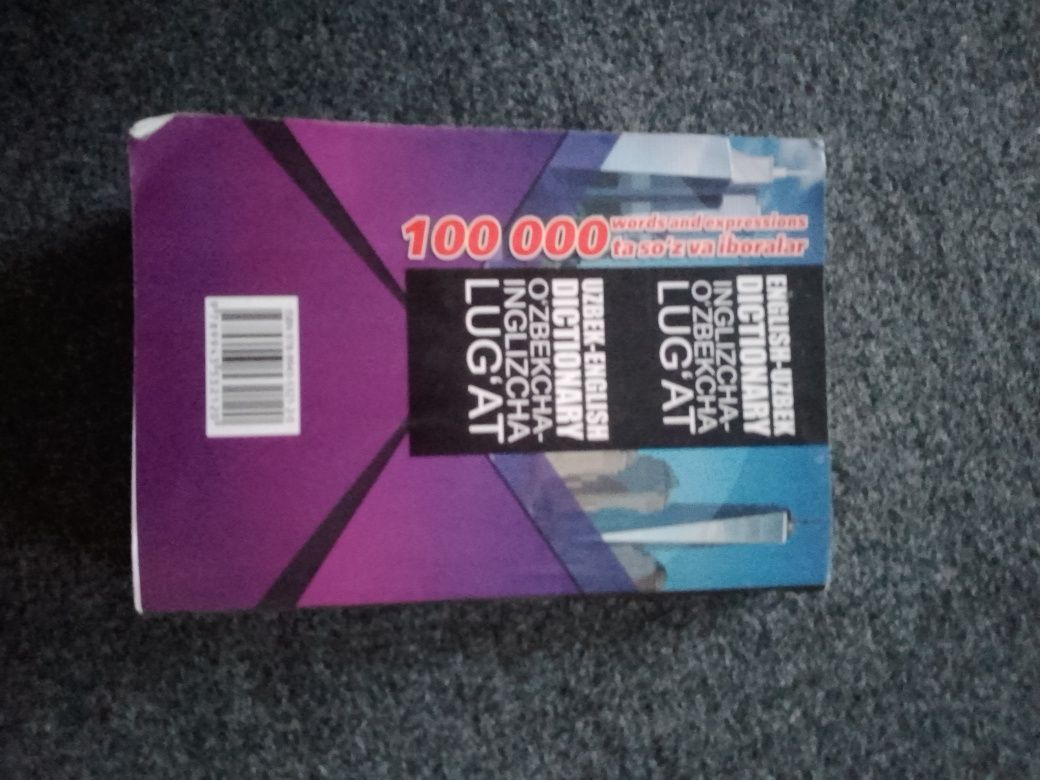 100 000 words and expressions
ta so'z va iboralar
ENGLISH-UZBEK
DICTIONARY
INGLIZCHA-
O'ZBEKCHA
LUG'AT
UZBEK-ENGLISH
DICTIONARY
O'ZBEKCHA-
INGLIZCHA
LUG'AT